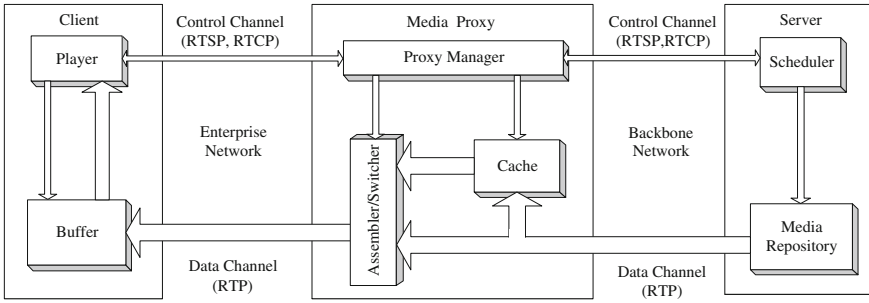 Client
Control Channel
(RTSP, RTCP)
Media Proxy
Control Channel
(RTSP,RTCP)
Server
Player
Proxy Manager
Scheduler
Enterprise
Network
Assembler/Switcher
Cache
Backbone
Network
Buffer
Media
Repository
Data Channel
(RTP)
Data Channel
(RTP)